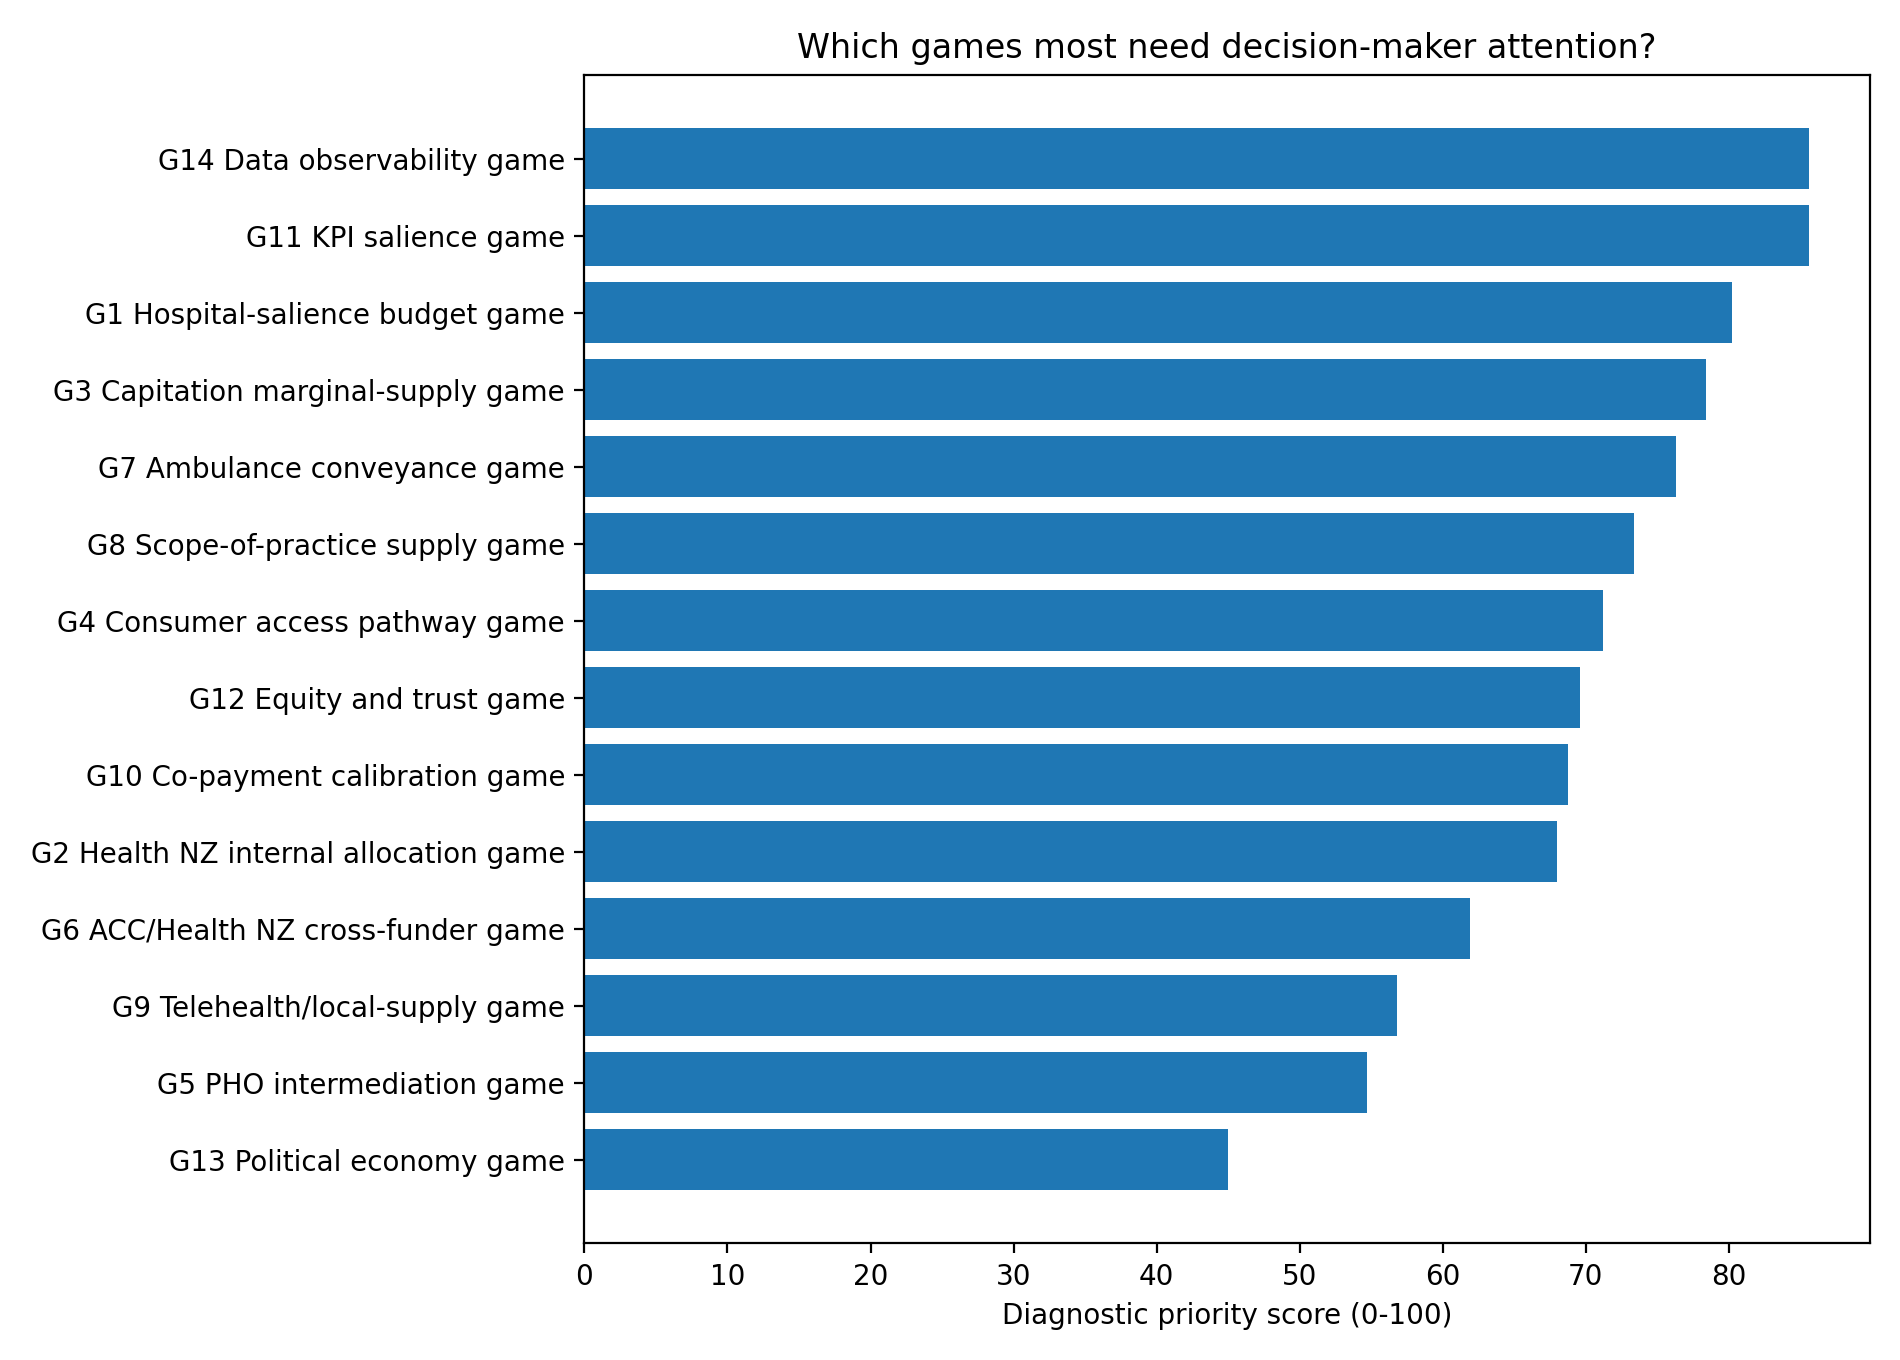 Which games most need decision-maker attention?
G14 Data observability game
G11 KPI salience game
G1 Hospital-salience budget game
G3 Capitation marginal-supply game
G7 Ambulance conveyance game
G8 Scope-of-practice supply game
G4 Consumer access pathway game
G12 Equity and trust game
G10 Co-payment calibration game
G2 Health NZ internal allocation game
G6 ACC/Health NZ cross-funder game
G9 Telehealth/local-supply game
G5 PHO intermediation game
G13 Political economy game
0 10 20 30 40 50 60 70 80
Diagnostic priority score (0-100)